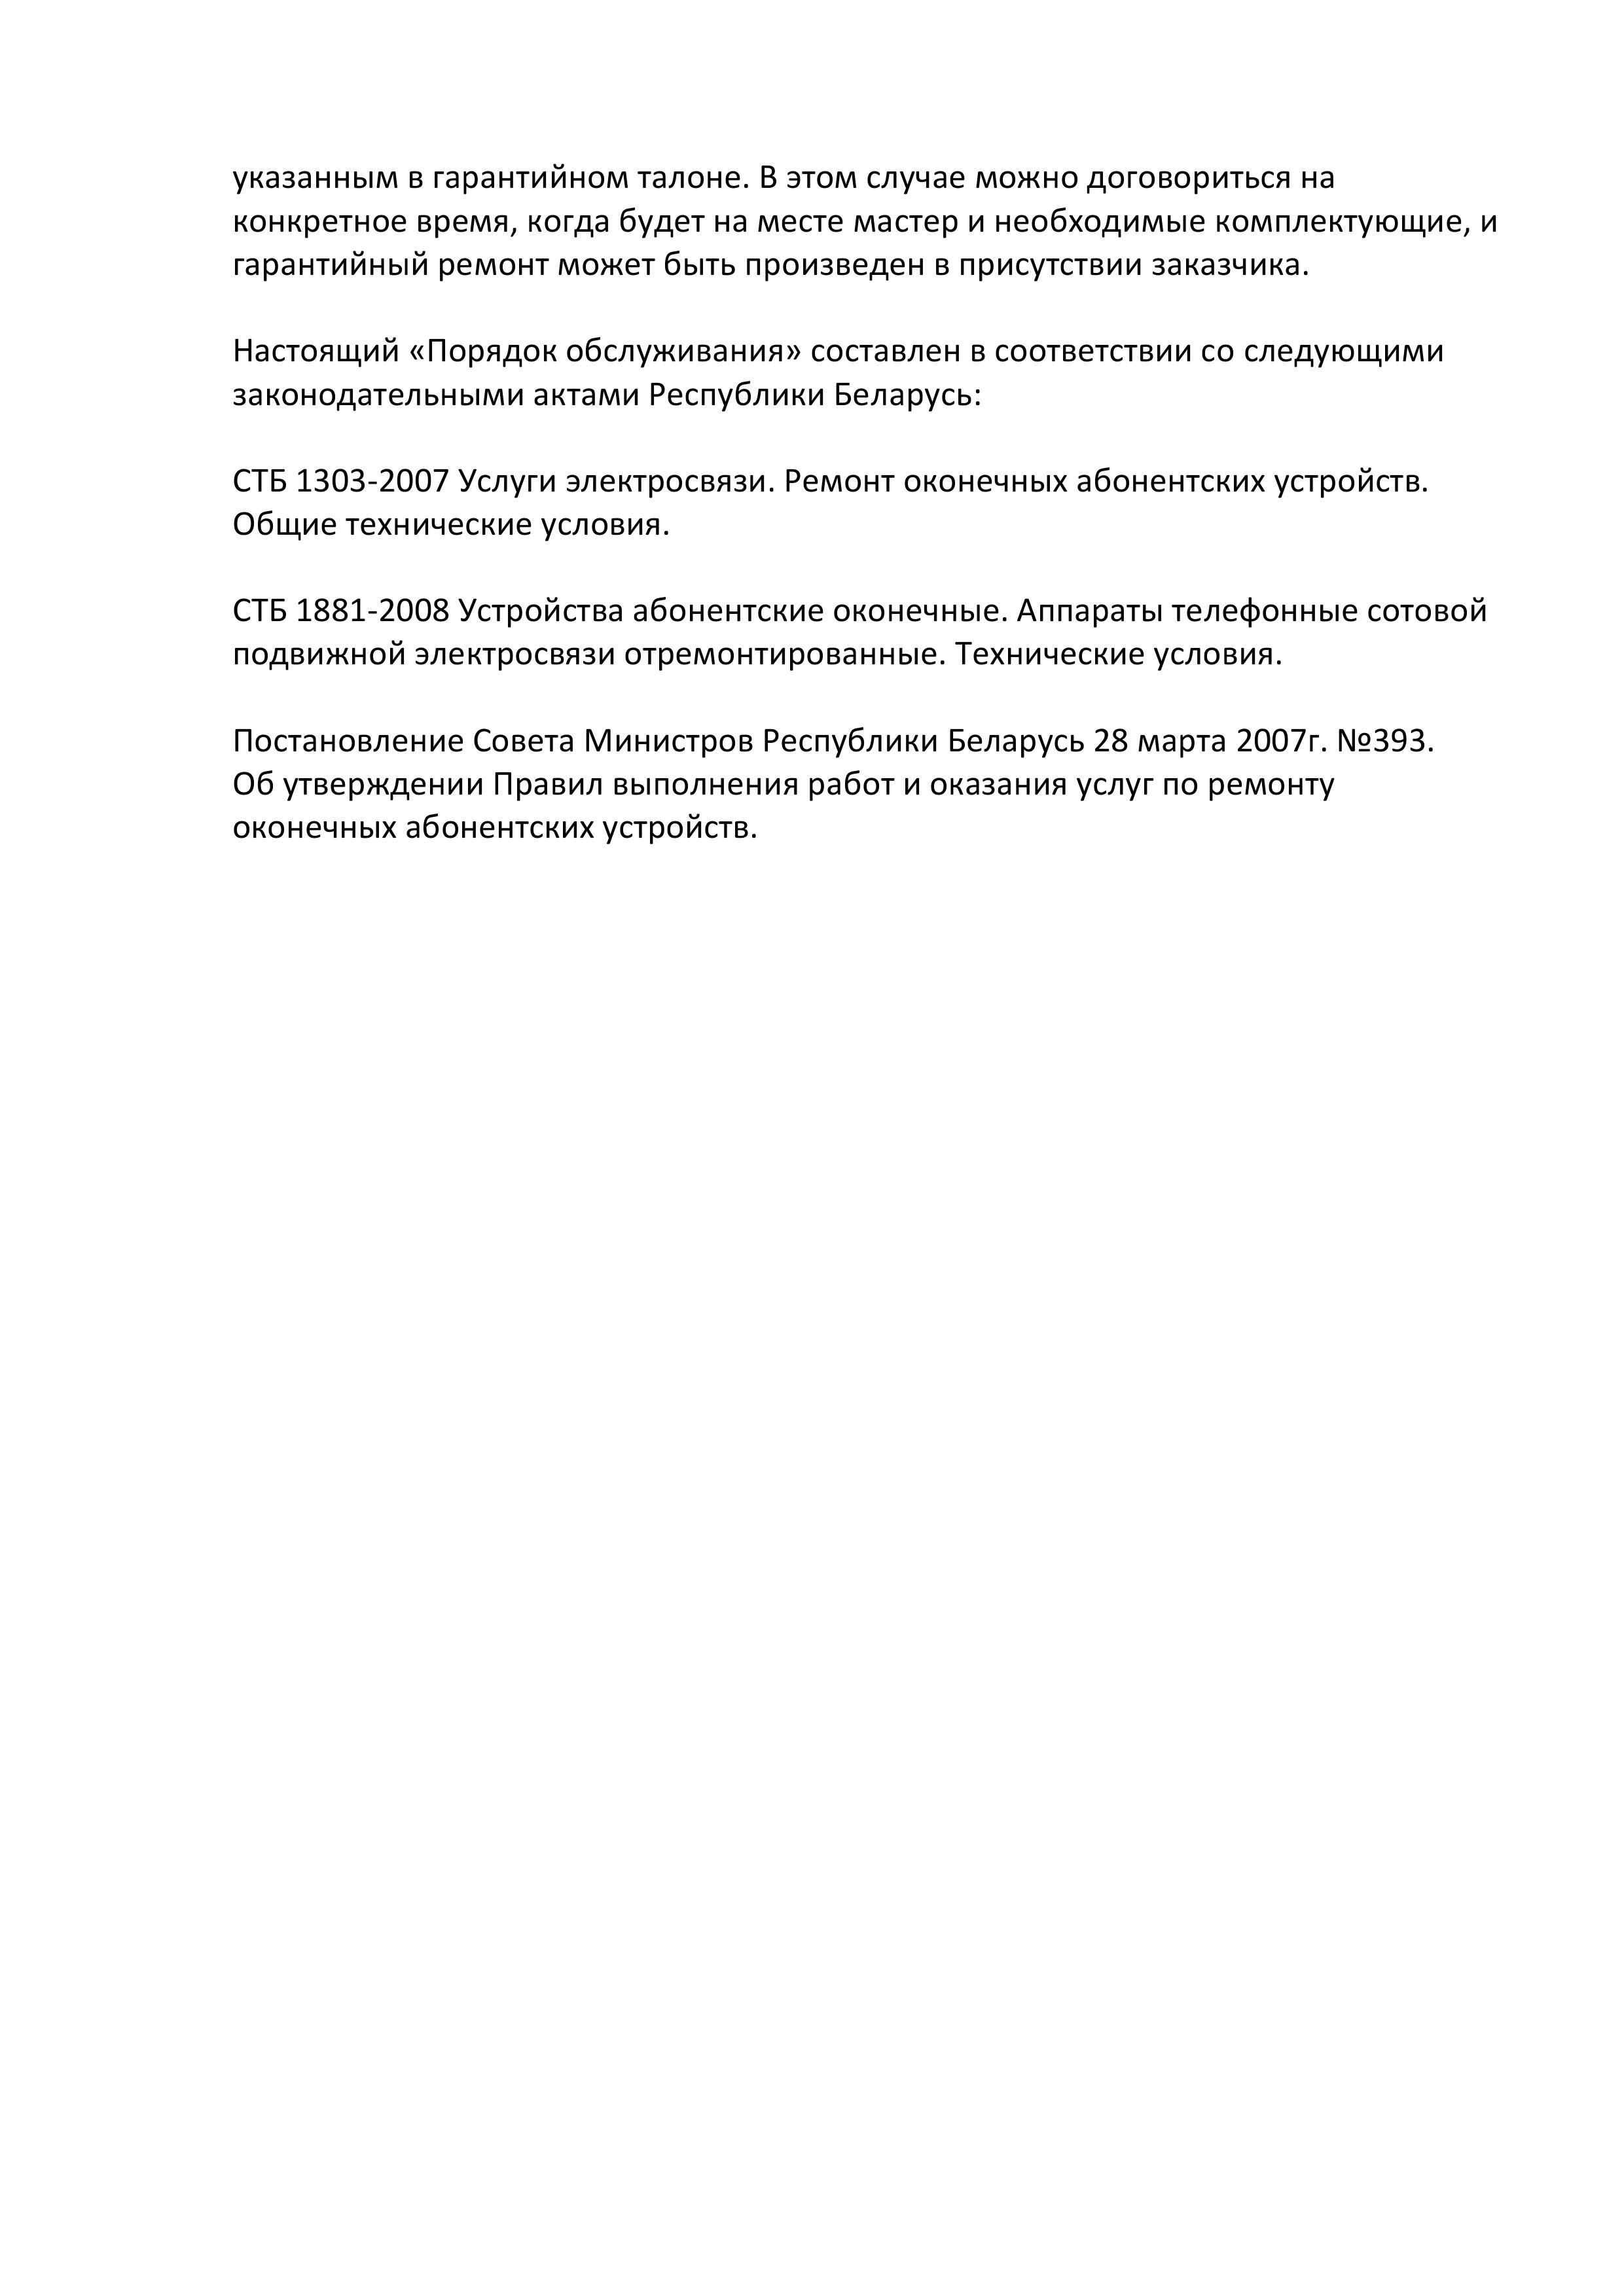 указанным в гарантийном талоне. В этом случае можно договориться на
конкретное время, когда будет на месте мастер и необходимые комплектующие, и
гарантийный ремонт может быть произведен в присутствии заказчика.
Настоящий «Порядок обслуживания» составлен в соответствии со следующими
законодательными актами Республики Беларусь:
СТБ 1303-2007 Услуги электросвязи. Ремонт оконечных абонентских устройств.
Общие технические условия.
СТБ 1881-2008 Устройства абонентские оконечные. Аппараты телефонные сотовой
подвижной электросвязи отремонтированные. Технические условия.
Постановление Совета Министров Республики Беларусь 28 марта 2007г. №393.
Об утверждении Правил выполнения работ и оказания услуг по ремонту
оконечных абонентских устройств.